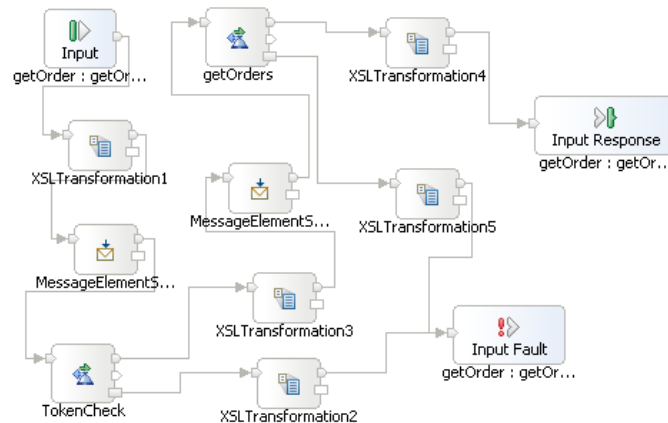 Input
getOrder : getOr...
getOrders
XSLTransformation4
Input Response
getOrder : getOr...
XSLTransformation1
MessageElementS...
XSLTransformation5
MessageElementS...
XSLTransformation3
Input Fault
getOrder : getOr...
TokenCheck
XSLTransformation2